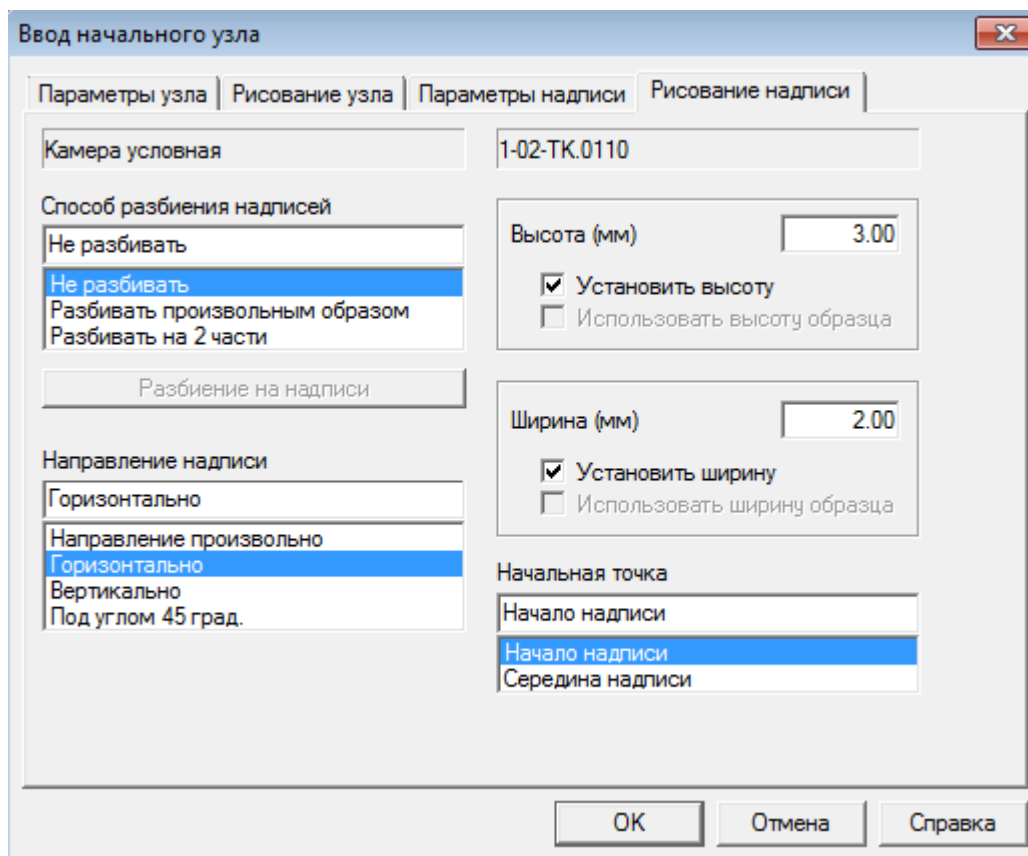 Ввод начального узла
Параметры узла Рисование узла Параметры надписи Рисование надписи
Камера условная
1-02-ТК.0110
Способ разбиения надписей
Не разбивать
Не разбивать
Разбивать произвольным образом
Разбивать на 2 части
Разбиение на надписи
Направление надписи
Горизонтально
Направление произвольно
Горизонтально
Вертикально
Под углом 45 град.
Высота (мм) 3.00
Установить высоту
Использовать высоту образца
Ширина (мм) 2.00
Установить ширину
Использовать ширину образца
Начальная точка
Начало надписи
Начало надписи
Середина надписи
OK Отмена Справка